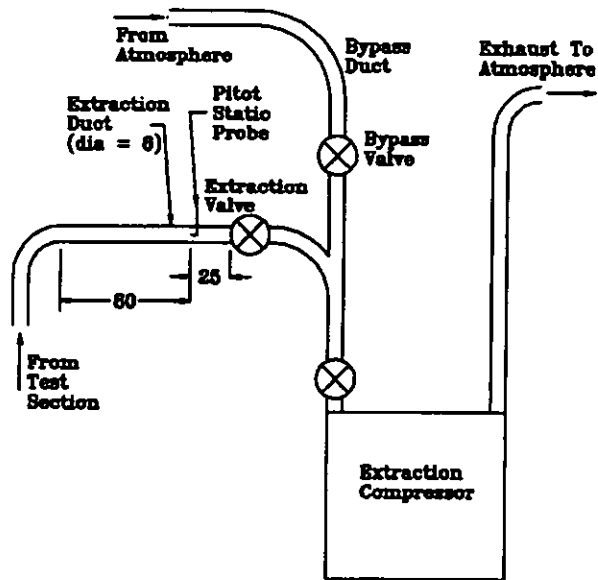 From
Atmosphere
Bypass
Duct
Exhaust To
Atmosphere
Extraction
Duct
(dia = 6)
Pitot
Static
Probe
Bypass
Valve
Extraction
Valve
25
60
From
Test
Section
Extraction
Compressor